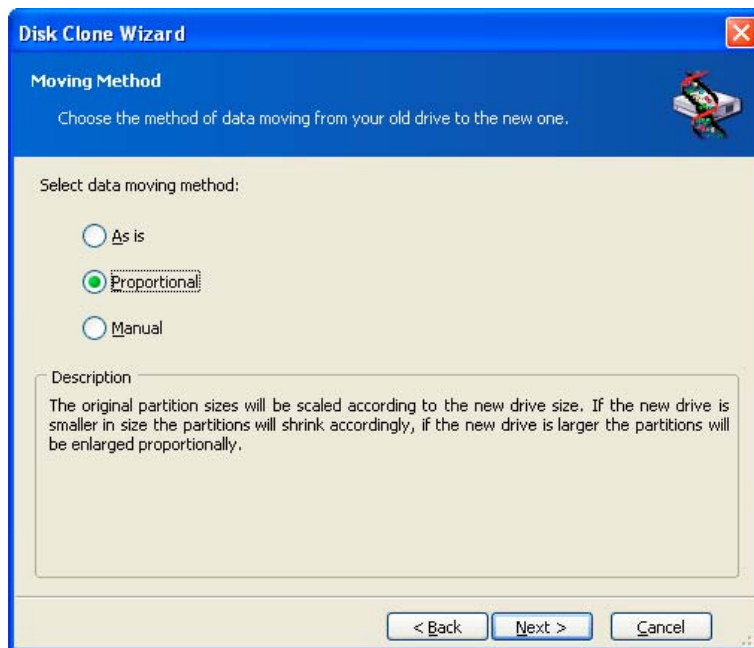 Disk Clone Wizard
Moving Method
Choose the method of data moving from your old drive to the new one.
Select data moving method:
As is
Proportional
Manual
Description
The original partition sizes will be scaled according to the new drive size. If the new drive is
smaller in size the partitions will shrink accordingly, if the new drive is larger the partitions will
be enlarged proportionally.
< Back Next > Cancel